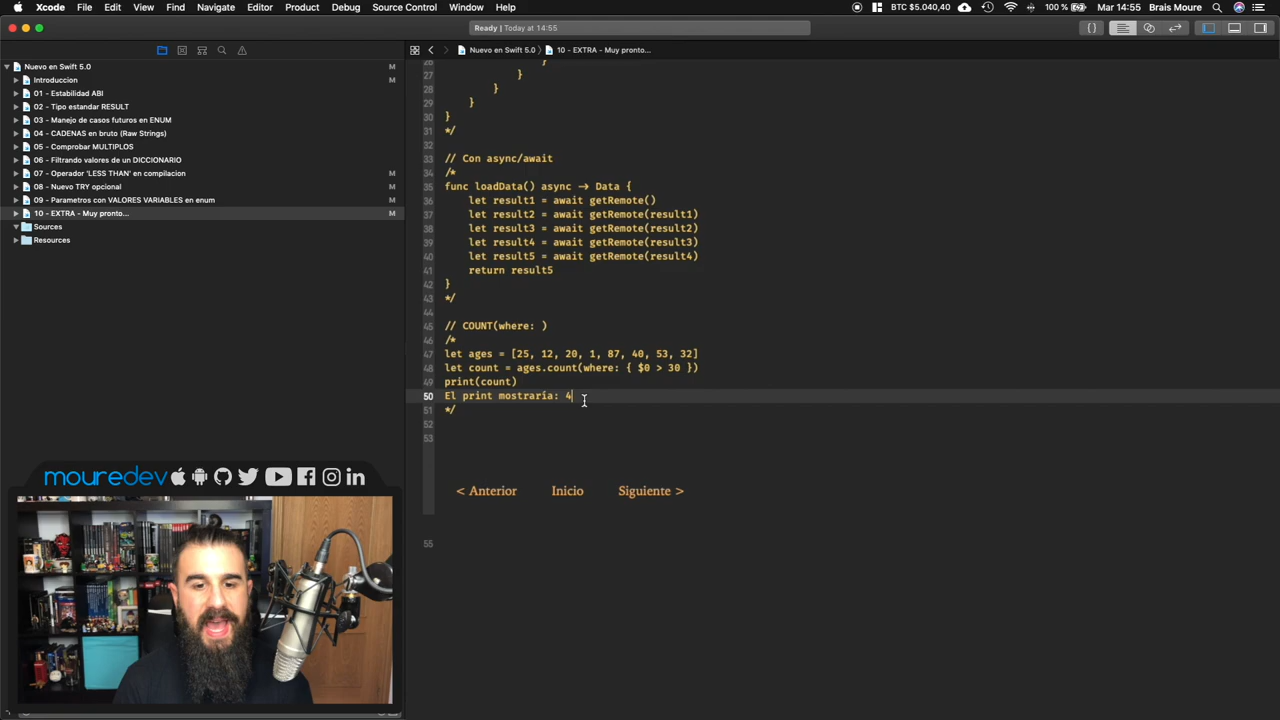 Xcode File Edit View Find Navigate Editor Product Debug Source Control Window Help
BTC $5.040,40 100 % Mar 14:55 Brais Moure
Ready | Today at 14:55
Nuevo en Swift 5.0 10 - EXTRA - Muy pronto...
Nuevo en Swift 5.0 M
Introduccion M
01 - Estabilidad ABI
02 - Tipo estandar RESULT
03 - Manejo de casos futuros en ENUM
04 - CADENAS en bruto (Raw Strings)
05 - Comprobar MULTIPLOS
06 - Filtrando valores de un DICCIONARIO
07 - Operador 'LESS THAN' en compilacion M
08 - Nuevo TRY opcional M
09 - Parametros con VALORES VARIABLES en enum M
10 - EXTRA - Muy pronto... M
Sources
Resources
26 }
27 }
28 }
29 }
30 }
31 */
32
33 // Con async/await
34 /*
35 func loadData() async -> Data {
36 let result1 = await getRemote()
37 let result2 = await getRemote(result1)
38 let result3 = await getRemote(result2)
39 let result4 = await getRemote(result3)
40 let result5 = await getRemote(result4)
41 return result5
42 }
43 */
44
45 // COUNT(where: )
46 /*
47 let ages = [25, 12, 20, 1, 87, 40, 53, 32]
48 let count = ages.count(where: { $0 > 30 })
49 print(count)
50 El print mostraría: 4
51 */
52
53
< Anterior Inicio Siguiente >
55
mouredev